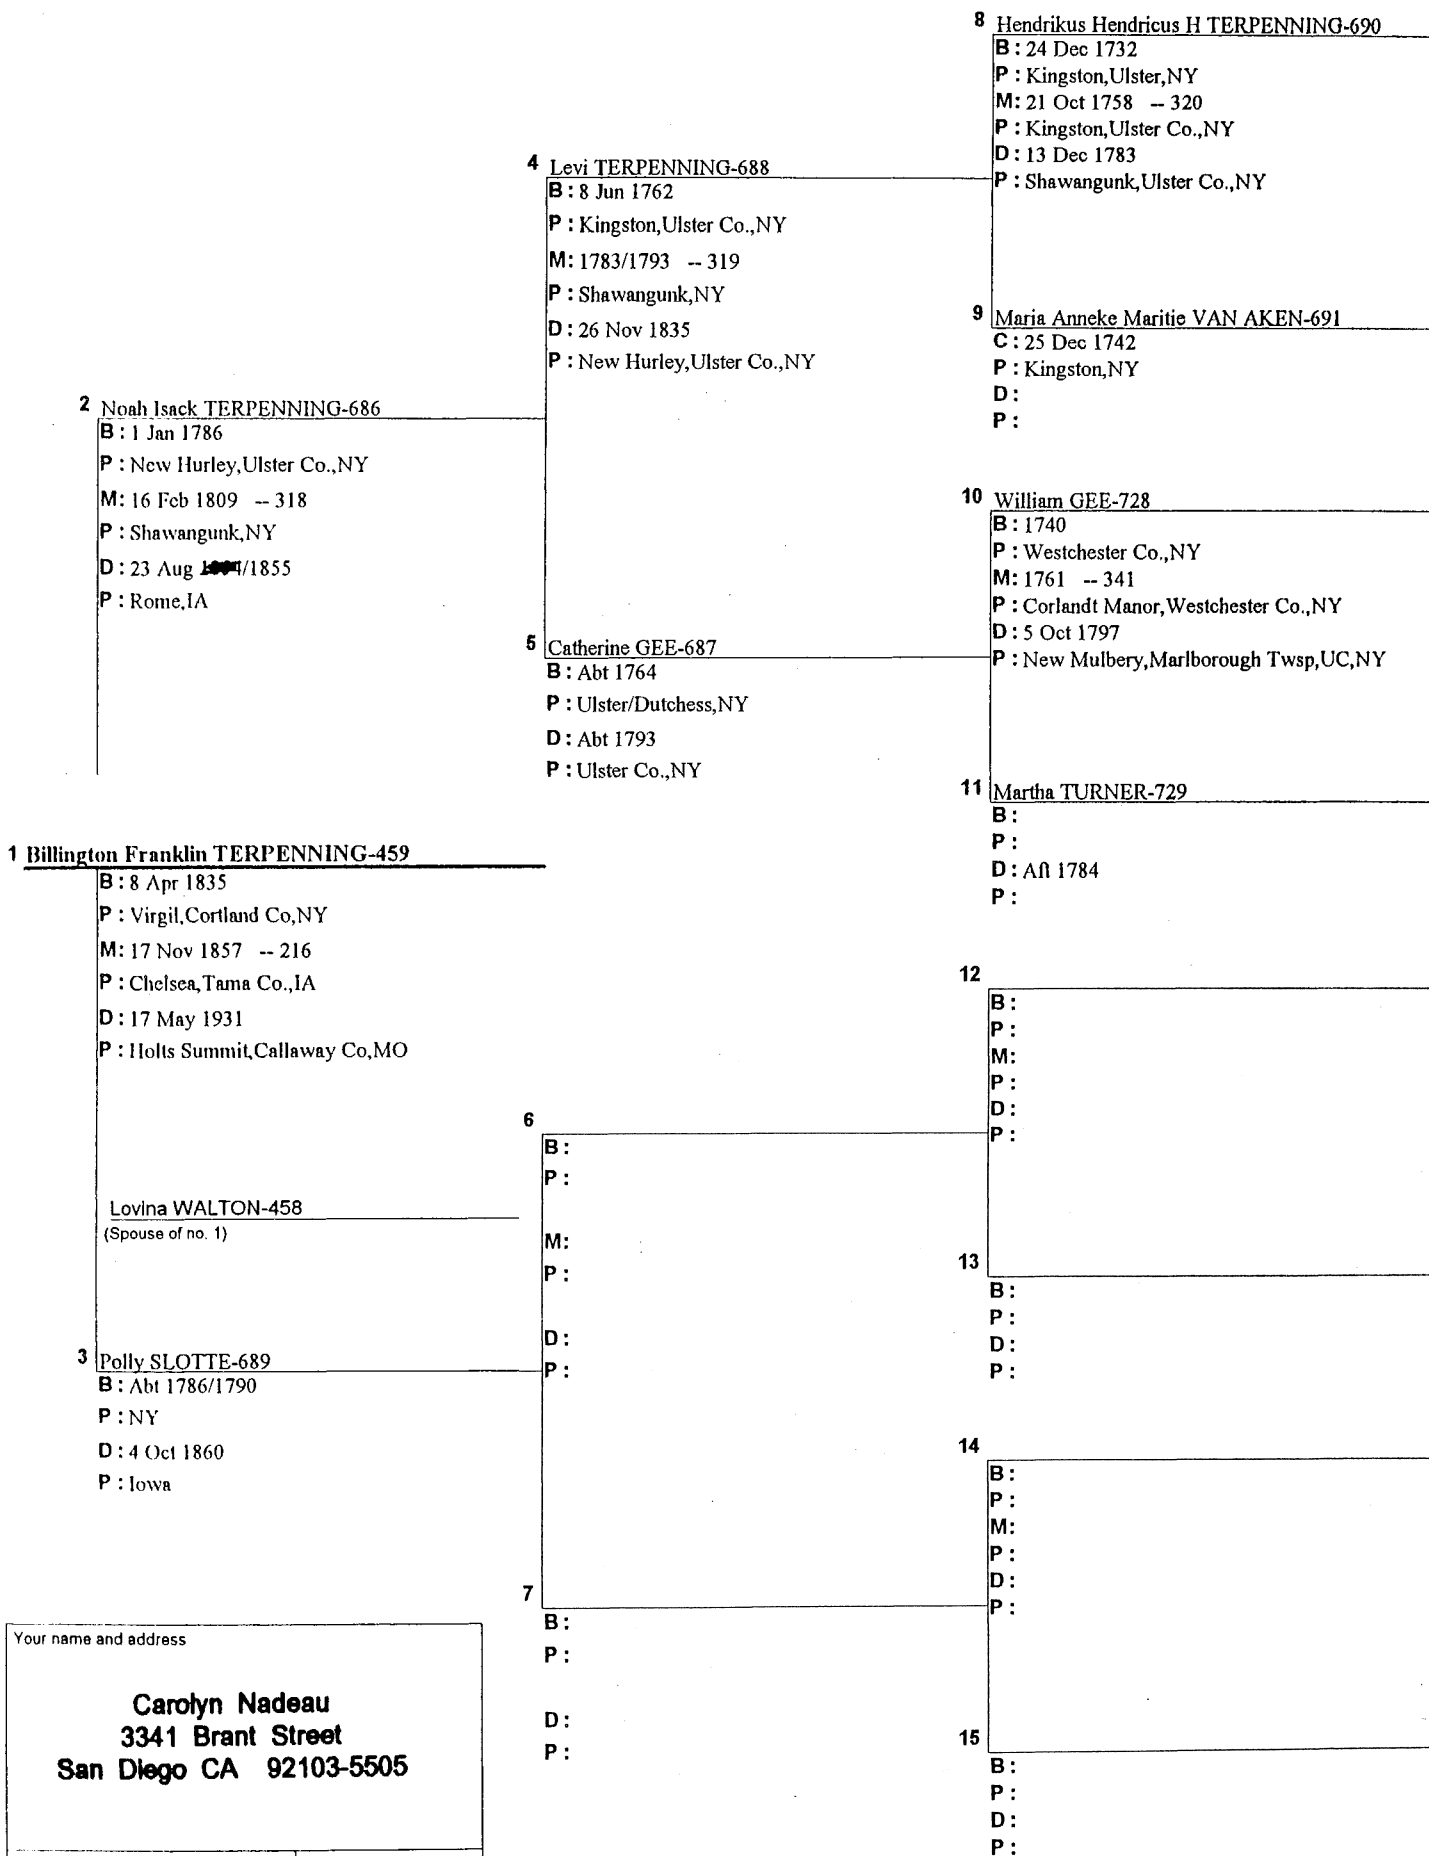 8 Hendrikus Hendricus H TERPENNING-690
B: 24 Dec 1732
P: Kingston,Ulster,NY
M: 21 Oct 1758 -- 320
P: Kingston,Ulster Co.,NY
D: 13 Dec 1783
P: Shawangunk,Ulster Co.,NY
4 Levi TERPENNING-688
B: 8 Jun 1762
P: Kingston,Ulster Co.,NY
M: 1783/1793 -- 319
P: Shawangunk,NY
D: 26 Nov 1835
P: New Hurley,Ulster Co.,NY
9 Maria Anneke Maritie VAN AKEN-691
C: 25 Dec 1742
P: Kingston,NY
D:
P:
2 Noah Isack TERPENNING-686
B: 1 Jan 1786
P: New Hurley,Ulster Co.,NY
M: 16 Feb 1809 -- 318
P: Shawangunk,NY
D: 23 Aug /1855
P: Rome,IA
10 William GEE-728
B: 1740
P: Westchester Co.,NY
M: 1761 -- 341
P: Corlandt Manor,Westchester Co.,NY
D: 5 Oct 1797
P: New Mulbery,Marlborough Twsp,UC,NY
5 Catherine GEE-687
B: Abt 1764
P: Ulster/Dutchess,NY
D: Abt 1793
P: Ulster Co.,NY
11 Martha TURNER-729
B:
P:
D: Aft 1784
P:
1 Billington Franklin TERPENNING-459
B: 8 Apr 1835
P: Virgil,Cortland Co,NY
M: 17 Nov 1857 -- 216
P: Chelsea,Tama Co.,IA
D: 17 May 1931
P: Holts Summit,Callaway Co,MO
12
B:
P:
M:
P:
D:
P:
6
B:
P:
M:
P:
D:
P:
Lovina WALTON-458
(Spouse of no. 1)
13
B:
P:
D:
P:
3 Polly SLOTTE-689
B: Abt 1786/1790
P: NY
D: 4 Oct 1860
P: Iowa
14
B:
P:
M:
P:
D:
P:
7
B:
P:
D:
P:
15
B:
P:
D:
P:
Your name and address
Carolyn Nadeau
3341 Brant Street
San Diego CA 92103-5505